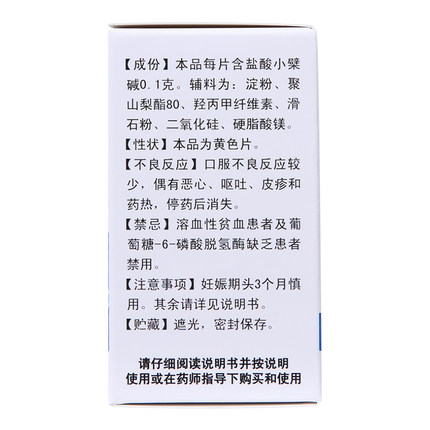 【成份】本品每片含盐酸小檗
碱0.1克。辅料为：淀粉、聚
山梨酯80、羟丙甲纤维素、滑
石粉、二氧化硅、硬脂酸镁。
【性状】本品为黄色片。
【不良反应】口服不良反应较
少，偶有恶心、呕吐、皮疹和
药热，停药后消失。
【禁忌】溶血性贫血患者及葡
萄糖-6-磷酸脱氢酶缺乏患者
禁用。
【注意事项】妊娠期头3个月慎
用。其余请详见说明书。
【贮藏】遮光，密封保存。
请仔细阅读说明书并按说明
使用或在药师指导下购买和使用